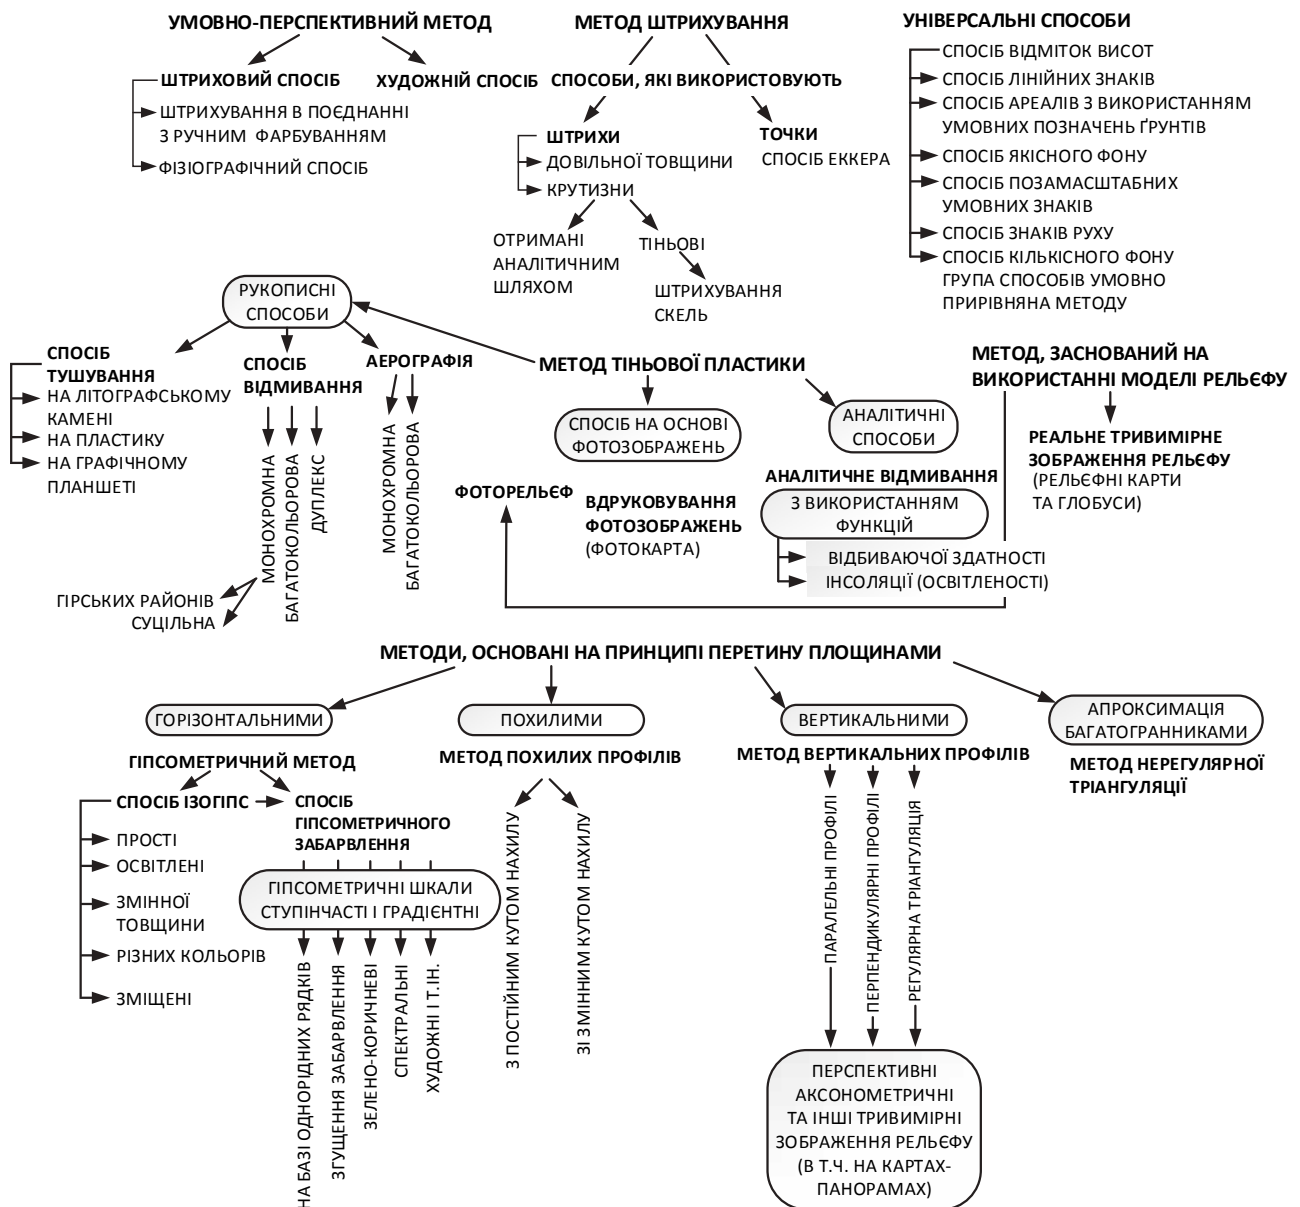 УМОВНО-ПЕРСПЕКТИВНИЙ МЕТОД
ШТРИХОВИЙ СПОСІБ
ХУДОЖНІЙ СПОСІБ
ШТРИХУВАННЯ В ПОЄДНАННІ
З РУЧНИМ ФАРБУВАННЯМ
ФІЗІОГРАФІЧНИЙ СПОСІБ
МЕТОД ШТРИХУВАННЯ
СПОСОБИ, ЯКІ ВИКОРИСТОВУЮТЬ
ШТРИХИ
ДОВІЛЬНОЇ ТОВЩИНИ
КРУТИЗНИ
ТОЧКИ
СПОСІБ ЕККЕРА
ОТРИМАНІ
АНАЛІТИЧНИМ
ШЛЯХОМ
ТІНЬОВІ
ШТРИХУВАННЯ
СКЕЛЬ
УНІВЕРСАЛЬНІ СПОСОБИ
СПОСІБ ВІДМІТОК ВИСОТ
СПОСІБ ЛІНІЙНИХ ЗНАКІВ
СПОСІБ АРЕАЛІВ З ВИКОРИСТАННЯМ
УМОВНИХ ПОЗНАЧЕНЬ ҐРУНТІВ
СПОСІБ ЯКІСНОГО ФОНУ
СПОСІБ ПОЗАМАСШТАБНИХ
УМОВНИХ ЗНАКІВ
СПОСІБ ЗНАКІВ РУХУ
СПОСІБ КІЛЬКІСНОГО ФОНУ
ГРУПА СПОСОБІВ УМОВНО
ПРИРІВНЯНА МЕТОДУ
РУКОПИСНІ
СПОСОБИ
СПОСІБ
ТУШУВАННЯ
НА ЛІТОГРАФСЬКОМУ
КАМЕНІ
НА ПЛАСТИКУ
НА ГРАФІЧНОМУ
ПЛАНШЕТІ
СПОСІБ
ВІДМИВАННЯ
МОНОХРОМНА
БАГАТОКОЛЬОРОВА
ДУПЛЕКС
ГІРСЬКИХ РАЙОНІВ
СУЦІЛЬНА
АЕРОГРАФІЯ
МОНОХРОМНА
БАГАТОКОЛЬОРОВА
МЕТОД ТІНЬОВОЇ ПЛАСТИКИ
СПОСІБ НА ОСНОВІ
ФОТОЗОБРАЖЕНЬ
АНАЛІТИЧНІ
СПОСОБИ
ФОТОРЕЛЬЄФ
ВДРУКОВУВАННЯ
ФОТОЗОБРАЖЕНЬ
(ФОТОКАРТА)
АНАЛІТИЧНЕ ВІДМИВАННЯ
З ВИКОРИСТАННЯМ
ФУНКЦІЙ
ВІДБИВАЮЧОЇ ЗДАТНОСТІ
ІНСОЛЯЦІЇ (ОСВІТЛЕНОСТІ)
МЕТОД, ЗАСНОВАНИЙ НА
ВИКОРИСТАННІ МОДЕЛІ РЕЛЬЄФУ
РЕАЛЬНЕ ТРИВИМІРНЕ
ЗОБРАЖЕННЯ РЕЛЬЄФУ
(РЕЛЬЄФНІ КАРТИ
ТА ГЛОБУСИ)
МЕТОДИ, ОСНОВАНІ НА ПРИНЦИПІ ПЕРЕТИНУ ПЛОЩИНАМИ
ГОРІЗОНТАЛЬНИМИ
ГІПСОМЕТРИЧНИЙ МЕТОД
СПОСІБ ІЗОГІПС
ПРОСТІ
ОСВІТЛЕНІ
ЗМІННОЇ
ТОВЩИНИ
РІЗНИХ КОЛЬОРІВ
ЗМІЩЕНІ
СПОСІБ
ГІПСОМЕТРИЧНОГО
ЗАБАРВЛЕННЯ
ГІПСОМЕТРИЧНІ ШКАЛИ
СТУПІНЧАСТІ І ГРАДІЄНТНІ
НА БАЗІ ОДНОРІДНИХ РЯДКІВ
ЗГУЩЕННЯ ЗАБАРВЛЕННЯ
ЗЕЛЕНО-КОРИЧНЕВІ
СПЕКТРАЛЬНІ
ХУДОЖНІ І Т.ІН.
ПОХИЛИМИ
МЕТОД ПОХИЛИХ ПРОФІЛІВ
З ПОСТІЙНИМ КУТОМ НАХИЛУ
ЗІ ЗМІННИМ КУТОМ НАХИЛУ
ВЕРТИКАЛЬНИМИ
МЕТОД ВЕРТИКАЛЬНИХ ПРОФІЛІВ
ПАРАЛЕЛЬНІ ПРОФІЛІ
ПЕРПЕНДИКУЛЯРНІ ПРОФІЛІ
РЕГУЛЯРНА ТРІАНГУЛЯЦІЯ
ПЕРСПЕКТИВНІ
АКСОНОМЕТРИЧНІ
ТА ІНШІ ТРИВИМІРНІ
ЗОБРАЖЕННЯ РЕЛЬЄФУ
(В Т.Ч. НА КАРТАХ-
ПАНОРАМАХ)
АПРОКСИМАЦІЯ
БАГАТОГРАННИКАМИ
МЕТОД НЕРЕГУЛЯРНОЇ
ТРІАНГУЛЯЦІЇ